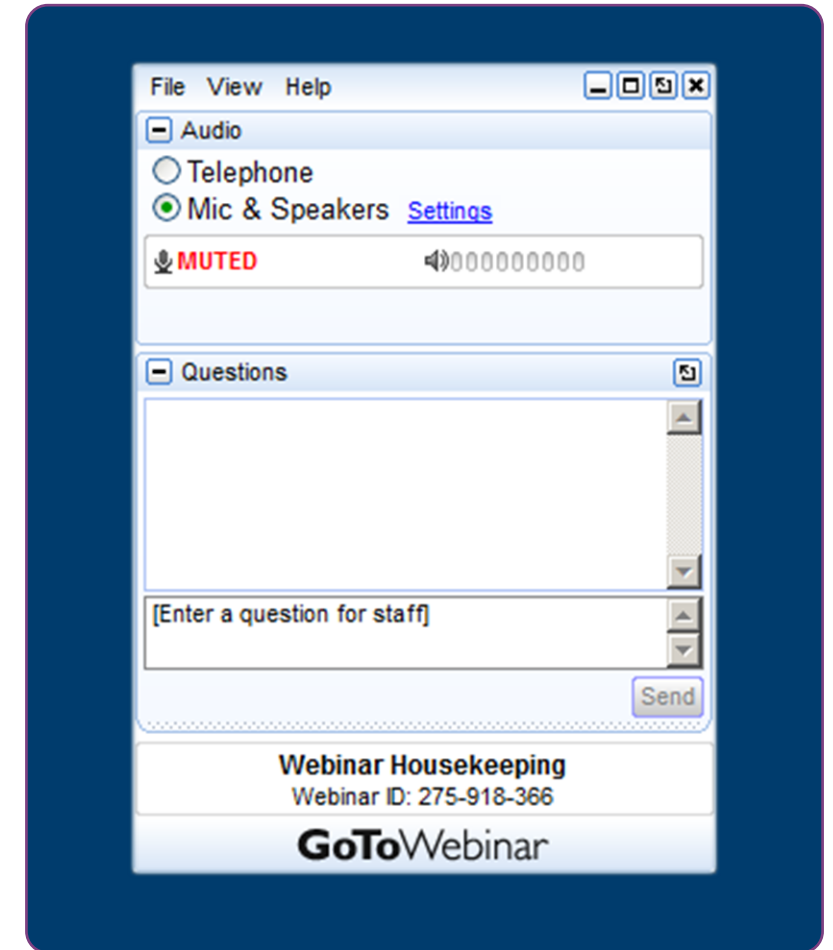 File View Help
Audio
Telephone
Mic & Speakers Settings
MUTED
Questions
[Enter a question for staff]
Send
Webinar Housekeeping
Webinar ID: 275-918-366
GoToWebinar